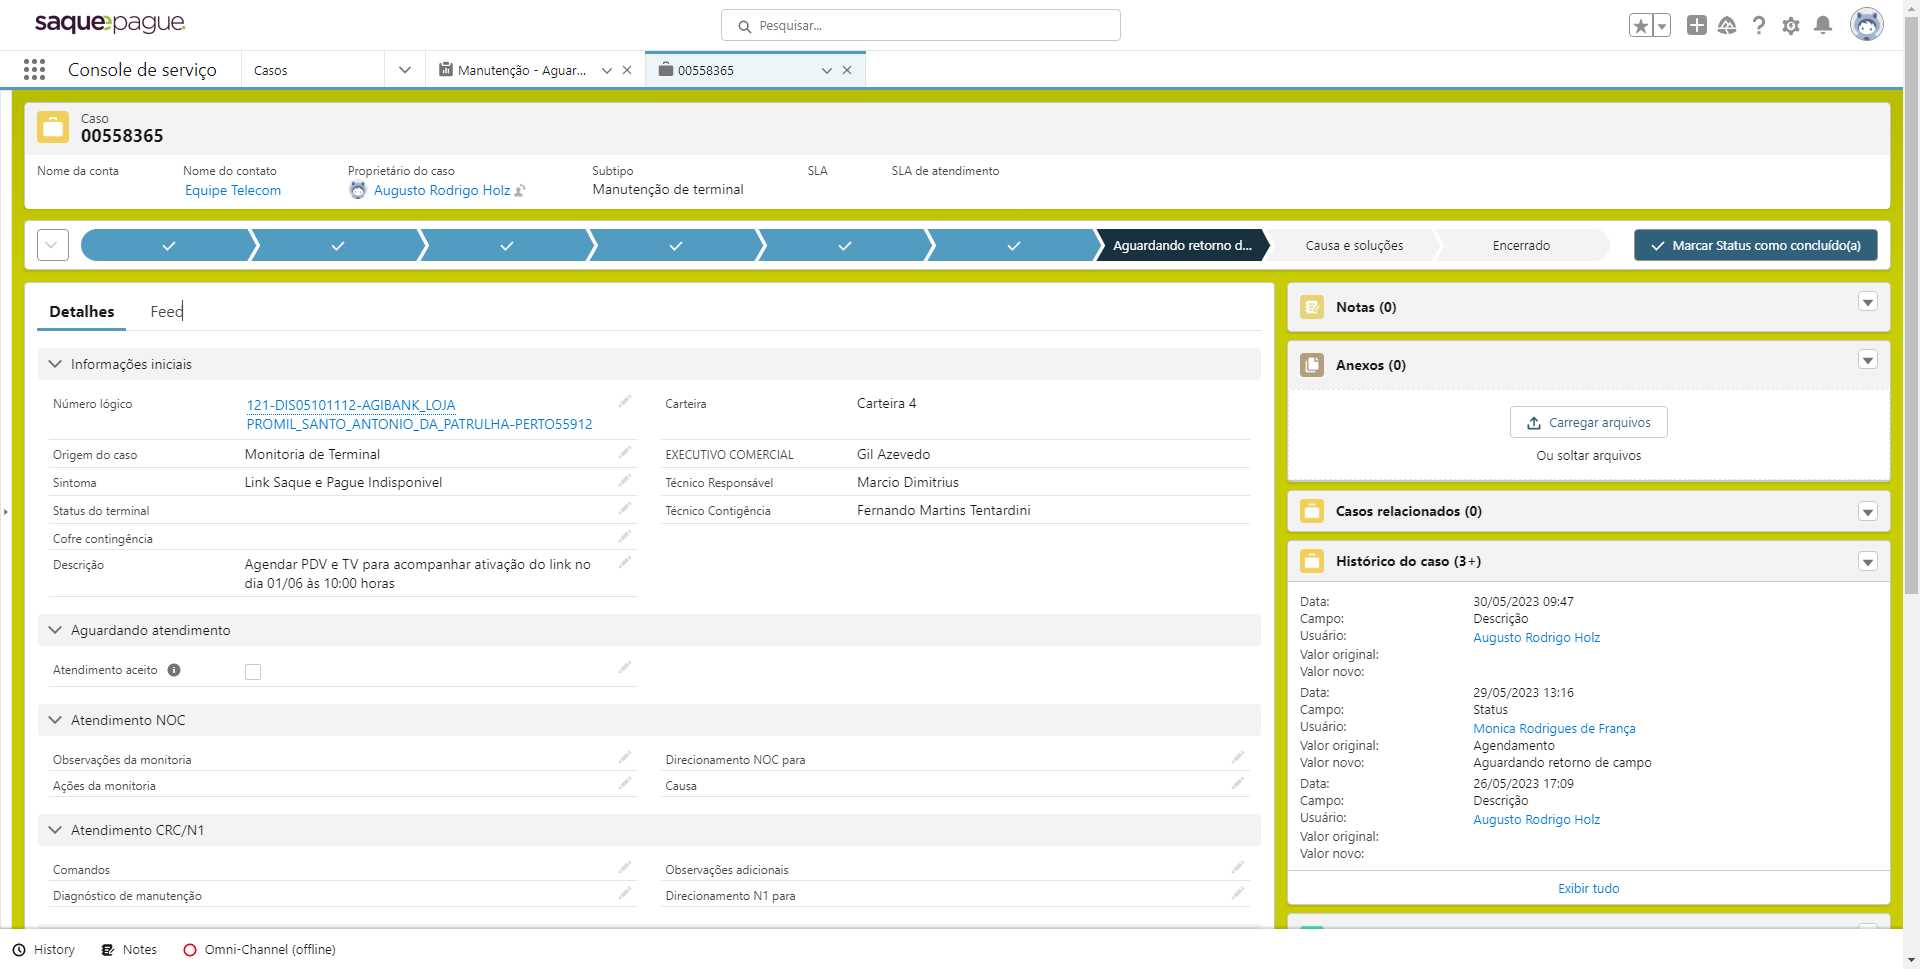 saquepague
Pesquisar...
Console de serviço
Casos
Manutenção - Aguar...
00558365
Caso
00558365
Nome da conta
Nome do contato
Proprietário do caso
Subtipo
SLA
SLA de atendimento
Equipe Telecom
Augusto Rodrigo Holz
Manutenção de terminal
Aguardando retorno d...
Causa e soluções
Encerrado
Marcar Status como concluído(a)
Detalhes
Feed
Informações iniciais
Número lógico
121-DIS05101112-AGIBANK_LOJA
PROMIL_SANTO_ANTONIO_DA_PATRULHA-PERTO55912
Carteira
Carteira 4
Origem do caso
Monitoria de Terminal
EXECUTIVO COMERCIAL
Gil Azevedo
Sintoma
Link Saque e Pague Indisponivel
Técnico Responsável
Marcio Dimitrius
Status do terminal
Técnico Contigência
Fernando Martins Tentardini
Cofre contingência
Descrição
Agendar PDV e TV para acompanhar ativação do link no
dia 01/06 às 10:00 horas
Aguardando atendimento
Atendimento aceito
Atendimento NOC
Observações da monitoria
Direcionamento NOC para
Ações da monitoria
Causa
Atendimento CRC/N1
Comandos
Observações adicionais
Diagnóstico de manutenção
Direcionamento N1 para
Notas (0)
Anexos (0)
Carregar arquivos
Ou soltar arquivos
Casos relacionados (0)
Histórico do caso (3+)
Data:
30/05/2023 09:47
Campo:
Descrição
Usuário:
Augusto Rodrigo Holz
Valor original:
Valor novo:
Data:
29/05/2023 13:16
Campo:
Status
Usuário:
Monica Rodrigues de França
Valor original:
Agendamento
Valor novo:
Aguardando retorno de campo
Data:
26/05/2023 17:09
Campo:
Descrição
Usuário:
Augusto Rodrigo Holz
Valor original:
Valor novo:
Exibir tudo
History
Notes
Omni-Channel (offline)